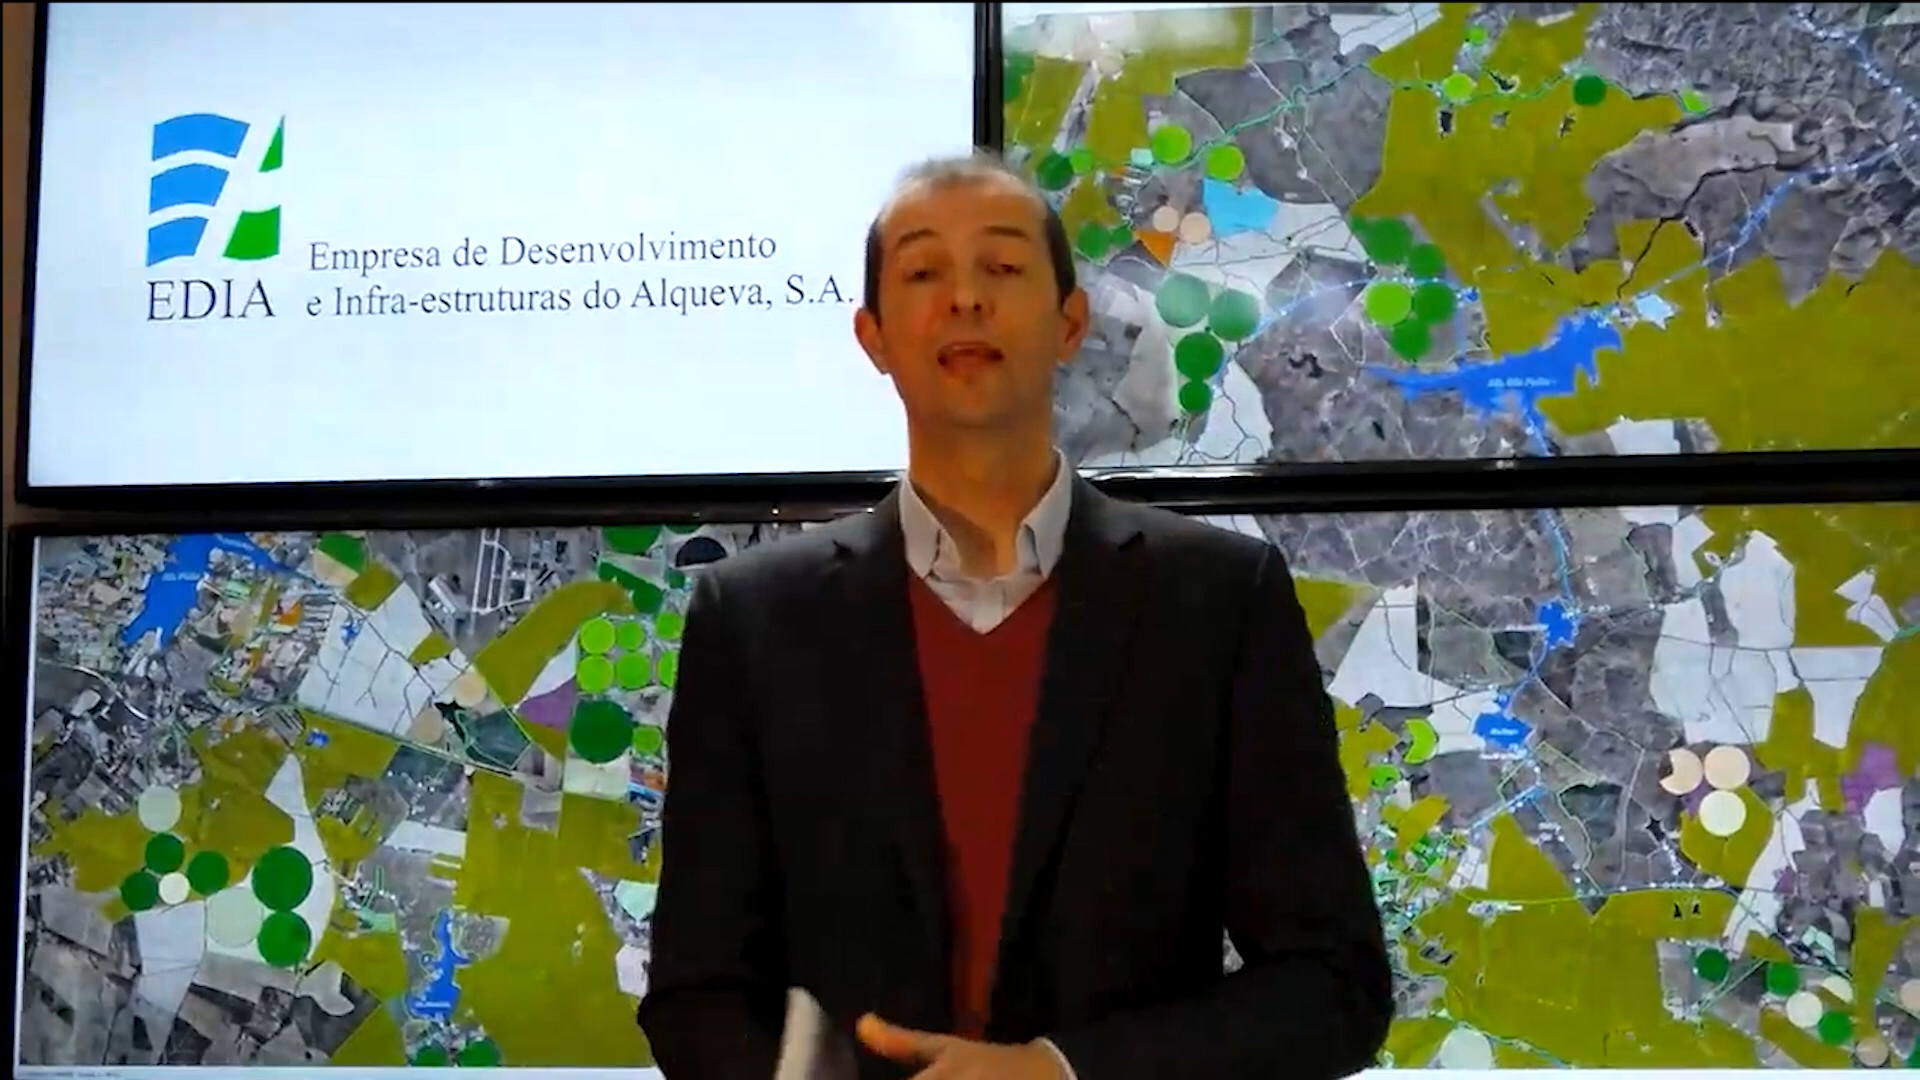 EDIA
Empresa de Desenvolvimento
e Infra-estruturas do Alqueva, S.A.